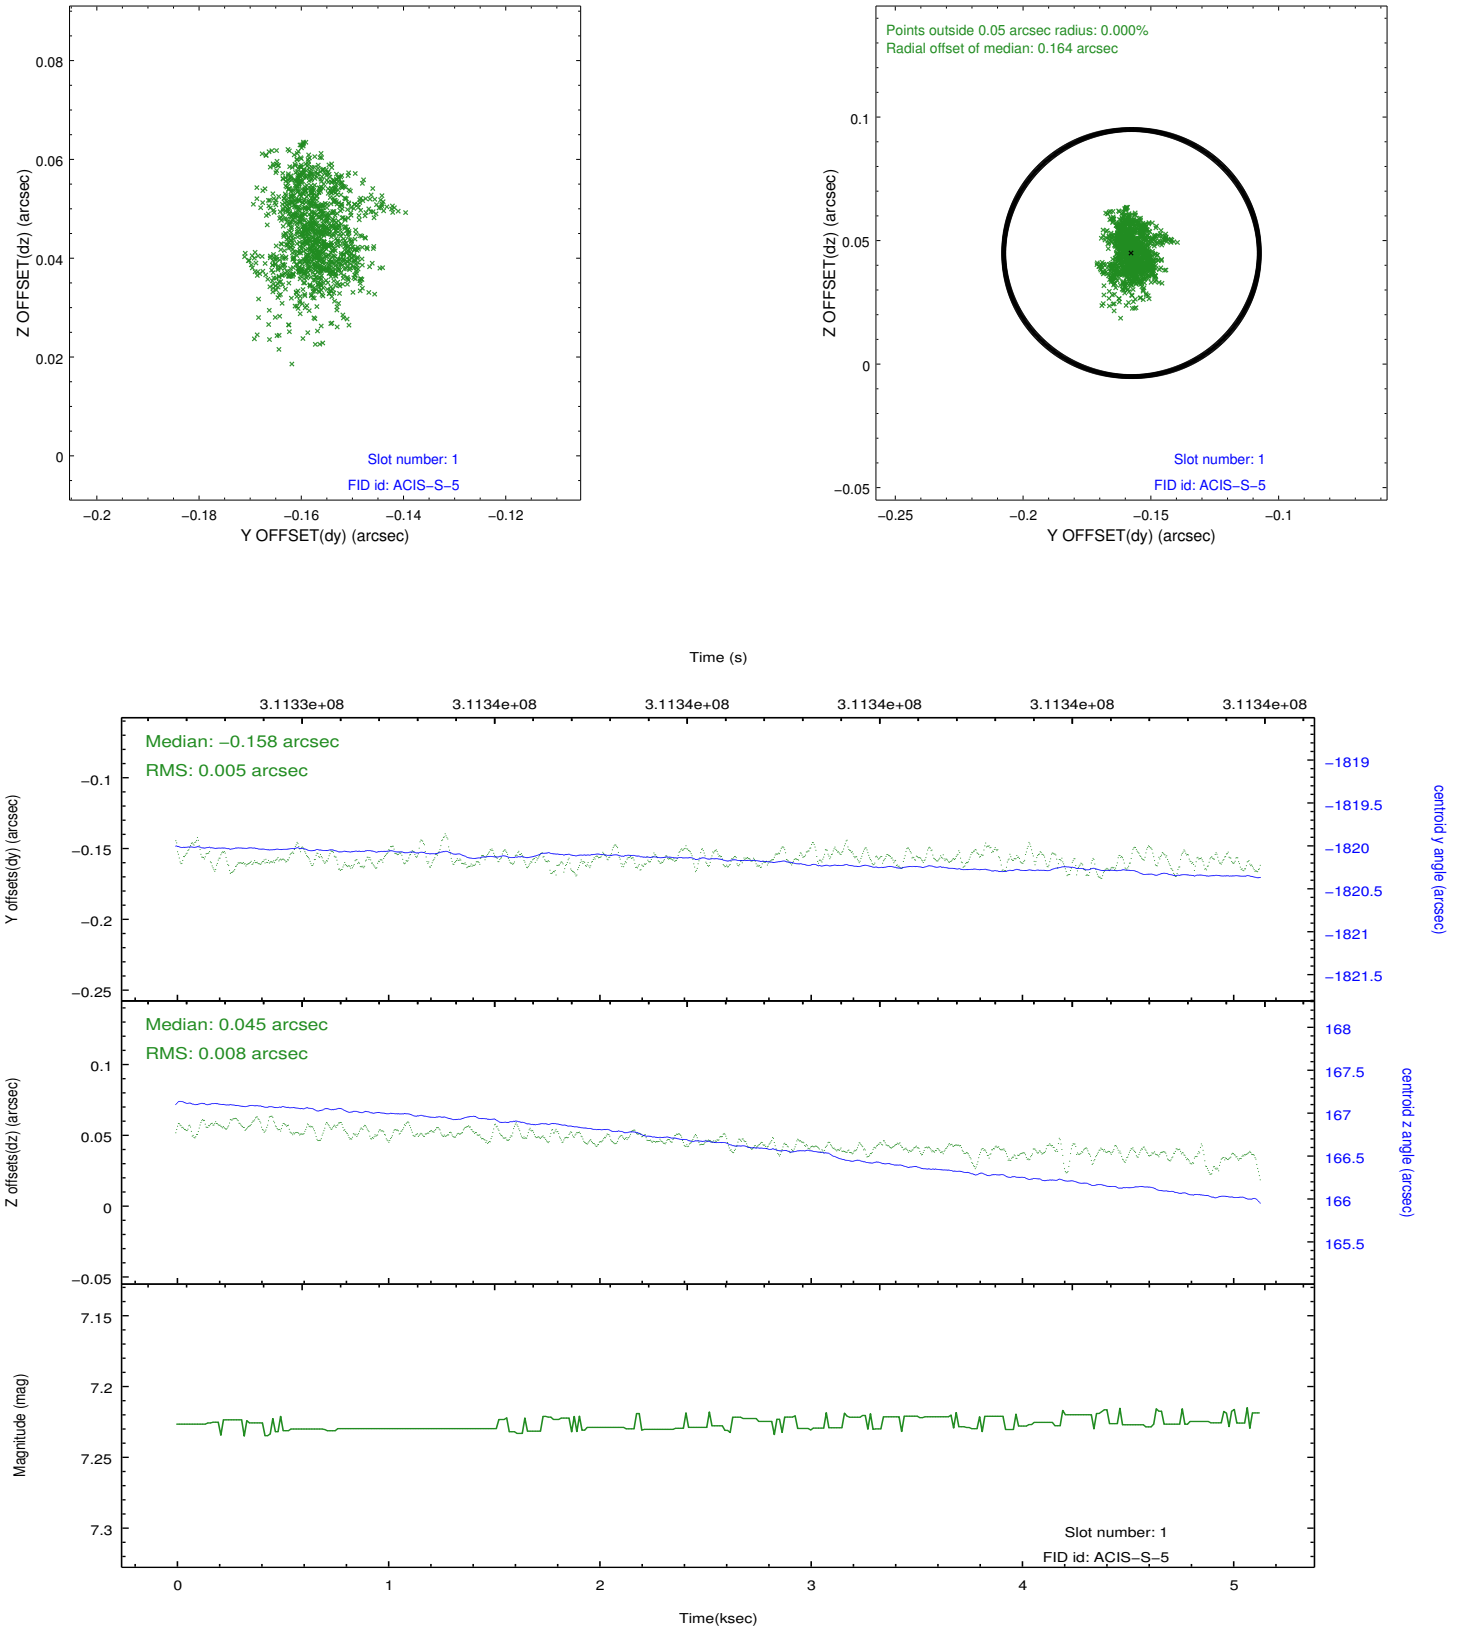 0.08
0.06
0.04
0.02
0
Z OFFSET(dz) (arcsec)
Slot number: 1
FID id: ACIS−S−5
−0.2
−0.18
−0.16
−0.14
−0.12
Y OFFSET(dy) (arcsec)
Points outside 0.05 arcsec radius: 0.000%
Radial offset of median: 0.164 arcsec
0.1
0.05
0
−0.05
Z OFFSET(dz) (arcsec)
Slot number: 1
FID id: ACIS−S−5
−0.25
−0.2
−0.15
−0.1
Y OFFSET(dy) (arcsec)
Time (s)
3.1133e+08
3.1134e+08
3.1134e+08
3.1134e+08
3.1134e+08
3.1134e+08
Median: −0.158 arcsec
RMS: 0.005 arcsec
−0.1
−0.15
−0.2
−0.25
Y offsets(dy) (arcsec)
−1819
−1819.5
−1820
−1820.5
−1821
−1821.5
centroid y angle (arcsec)
Median: 0.045 arcsec
RMS: 0.008 arcsec
0.1
0.05
0
−0.05
Z offsets(dz) (arcsec)
168
167.5
167
166.5
166
165.5
centroid z angle (arcsec)
7.15
7.2
7.25
7.3
Magnitude (mag)
Slot number: 1
FID id: ACIS−S−5
0
1
2
3
4
5
Time(ksec)